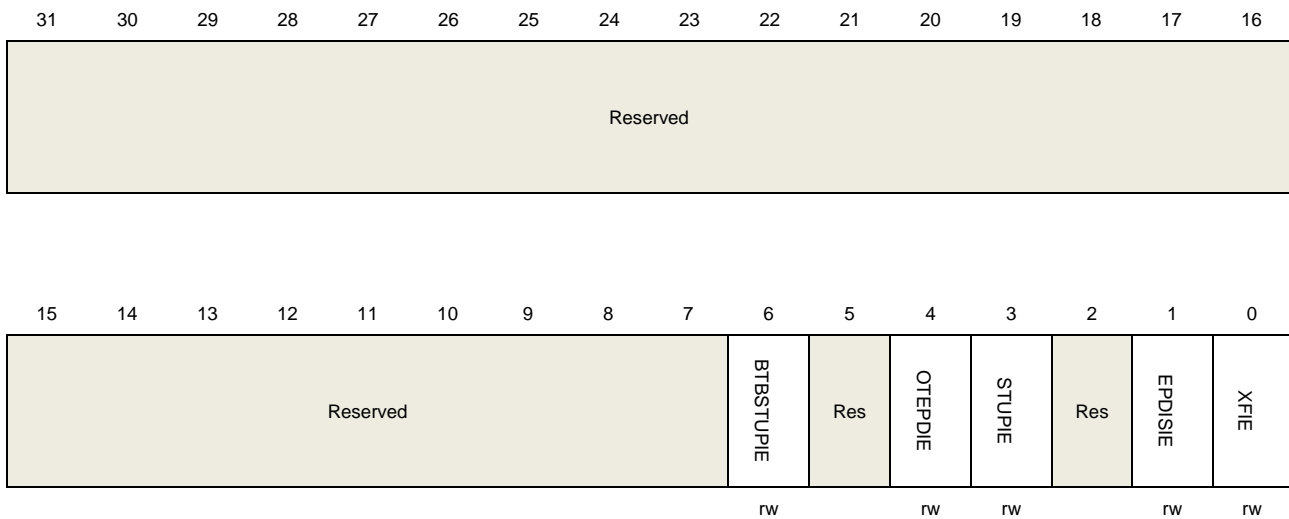 31 30 29 28 27 26 25 24 23 22 21 20 19 18 17 16
Reserved
15 14 13 12 11 10 9 8 7 6 5 4 3 2 1 0
Reserved BTBSTUPIE Res OTEPDIE STUPIE Res EPDISIE XFIE
rw rw rw rw rw